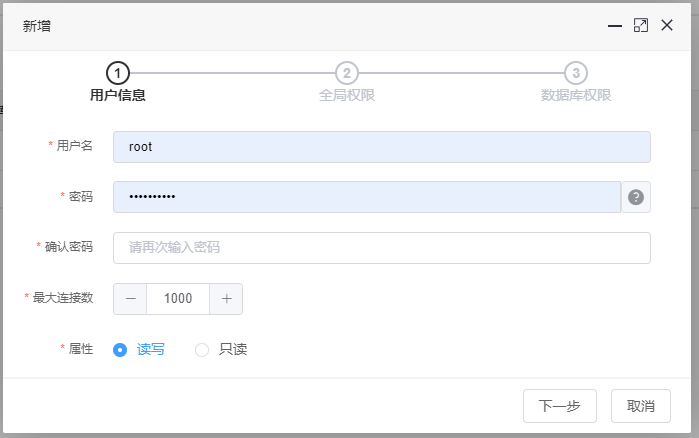 新增
1 2 3
用户信息 全局权限 数据库权限
* 用户名 root
* 密码 •••••••••• ?
* 确认密码 请再次输入密码
* 最大连接数 − 1000 +
* 属性 读写 只读
下一步 取消